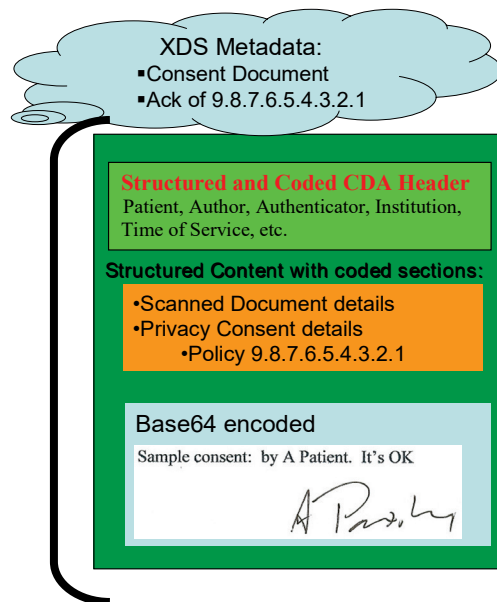 XDS Metadata:
▪Consent Document
▪Ack of 9.8.7.6.5.4.3.2.1
Structured and Coded CDA Header
Patient, Author, Authenticator, Institution,
Time of Service, etc.
Structured Content with coded sections:
•Scanned Document details
•Privacy Consent details
•Policy 9.8.7.6.5.4.3.2.1
Base64 encoded
Sample consent: by A Patient. It's OK